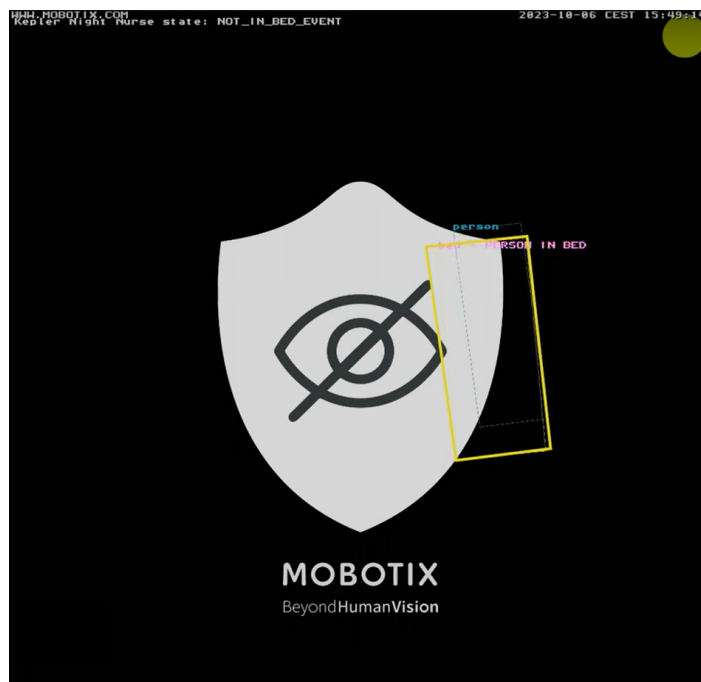 WWW.MOBOTIX.COM
2023-10-06 CEST 15:49:1
Kepler Night Nurse state: NOT_IN_BED_EVENT
person
bed - PERSON IN BED
MOBOTIX
BeyondHumanVision